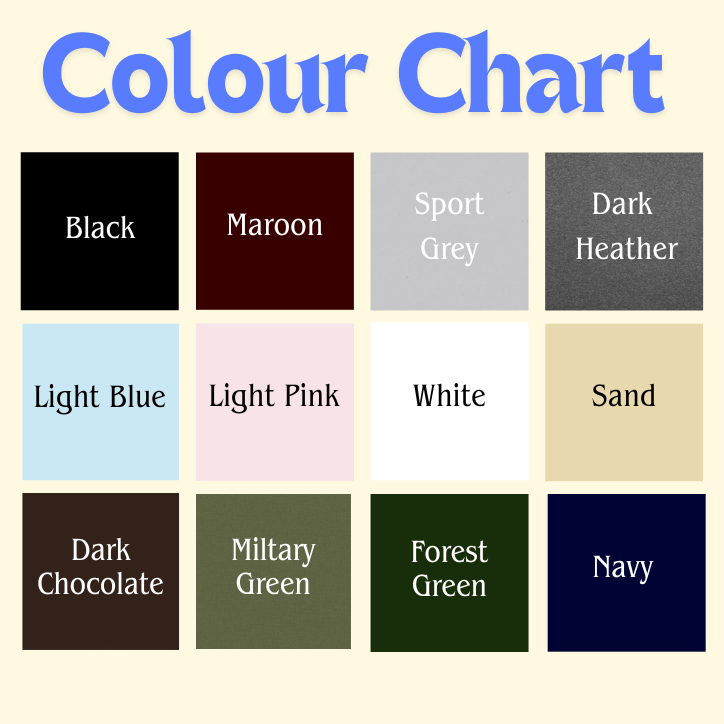 Colour Chart
Black
Maroon
Sport
Grey
Dark
Heather
Light Blue
Light Pink
White
Sand
Dark
Chocolate
Miltary
Green
Forest
Green
Navy